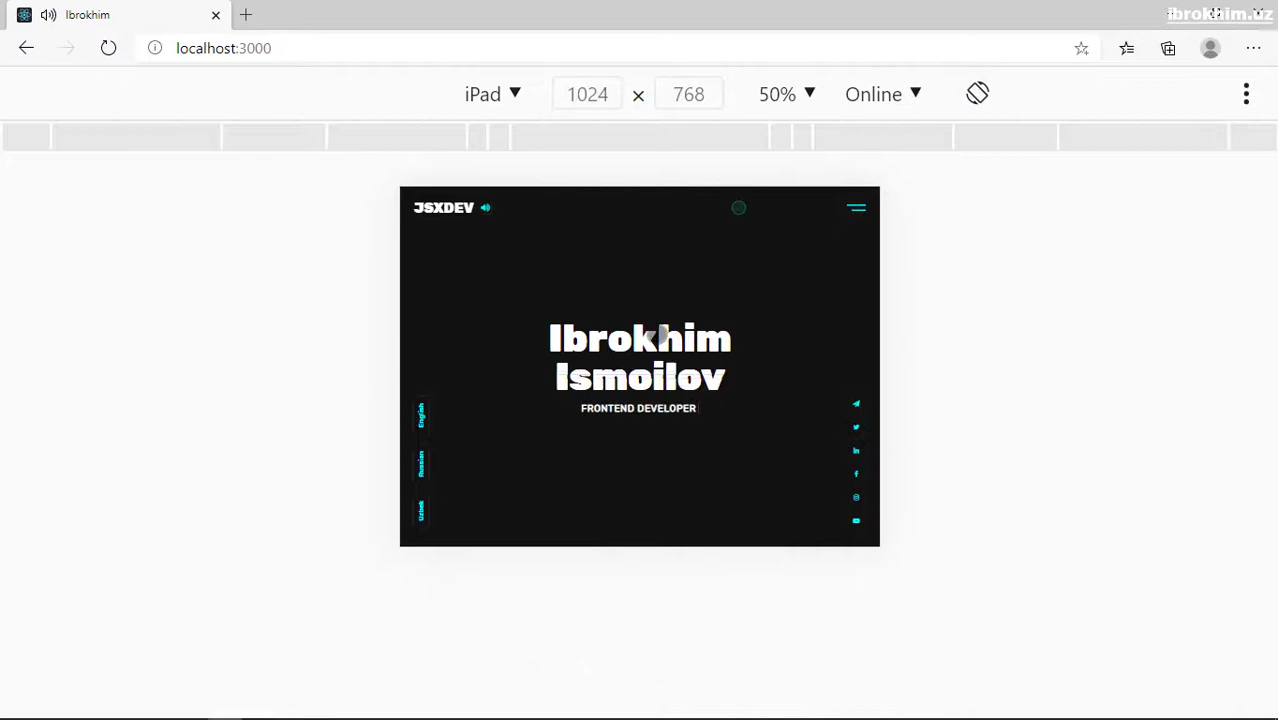 Ibrokhim
ibrokhim.uz
localhost:3000
iPad 1024 × 768 50% Online
JSXDEV
Ibrokhim
Ismoilov
FRONTEND DEVELOPER
English
Russian
Uzbek